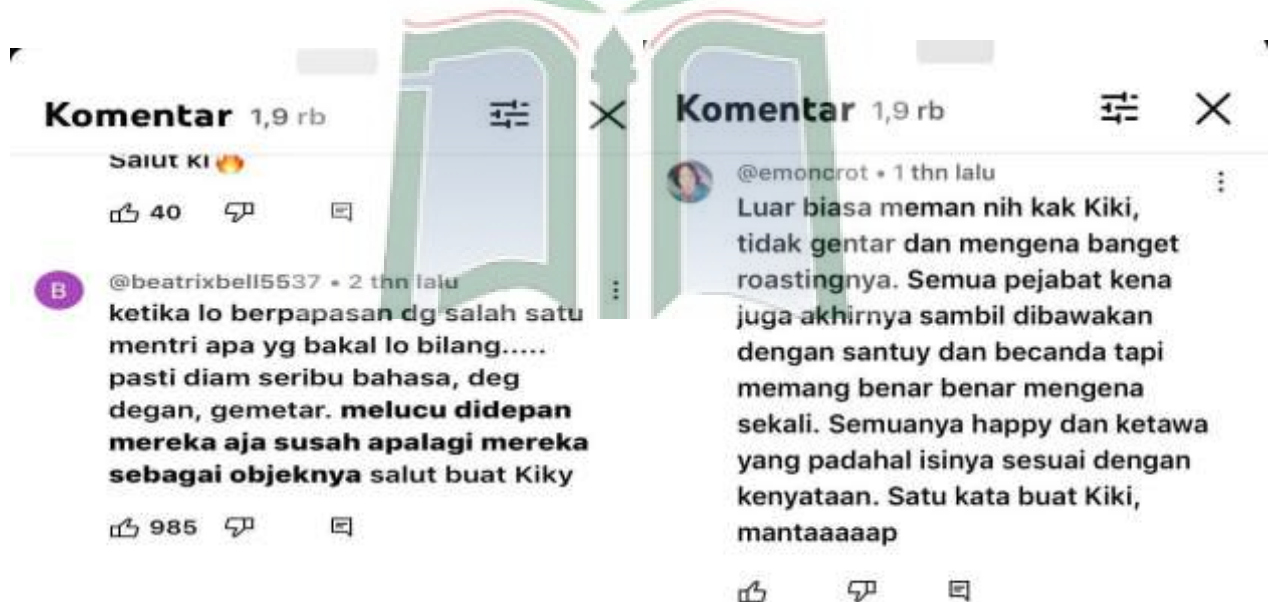 Komentar 1,9 rb
Salut Ki🔥
40
B
@beatrixbell5537 • 2 thn lalu
ketika lo berpapasan dg salah satu
mentri apa yg bakal lo bilang.....
pasti diam seribu bahasa, deg
degan, gemetar. melucu didepan
mereka aja susah apalagi mereka
sebagai objeknya salut buat Kiky
985
Komentar 1,9 rb
@emoncrot • 1 thn lalu
Luar biasa meman nih kak Kiki,
tidak gentar dan mengena banget
roastingnya. Semua pejabat kena
juga akhirnya sambil dibawakan
dengan santuy dan becanda tapi
memang benar benar mengena
sekali. Semuanya happy dan ketawa
yang padahal isinya sesuai dengan
kenyataan. Satu kata buat Kiki,
mantaaaaap